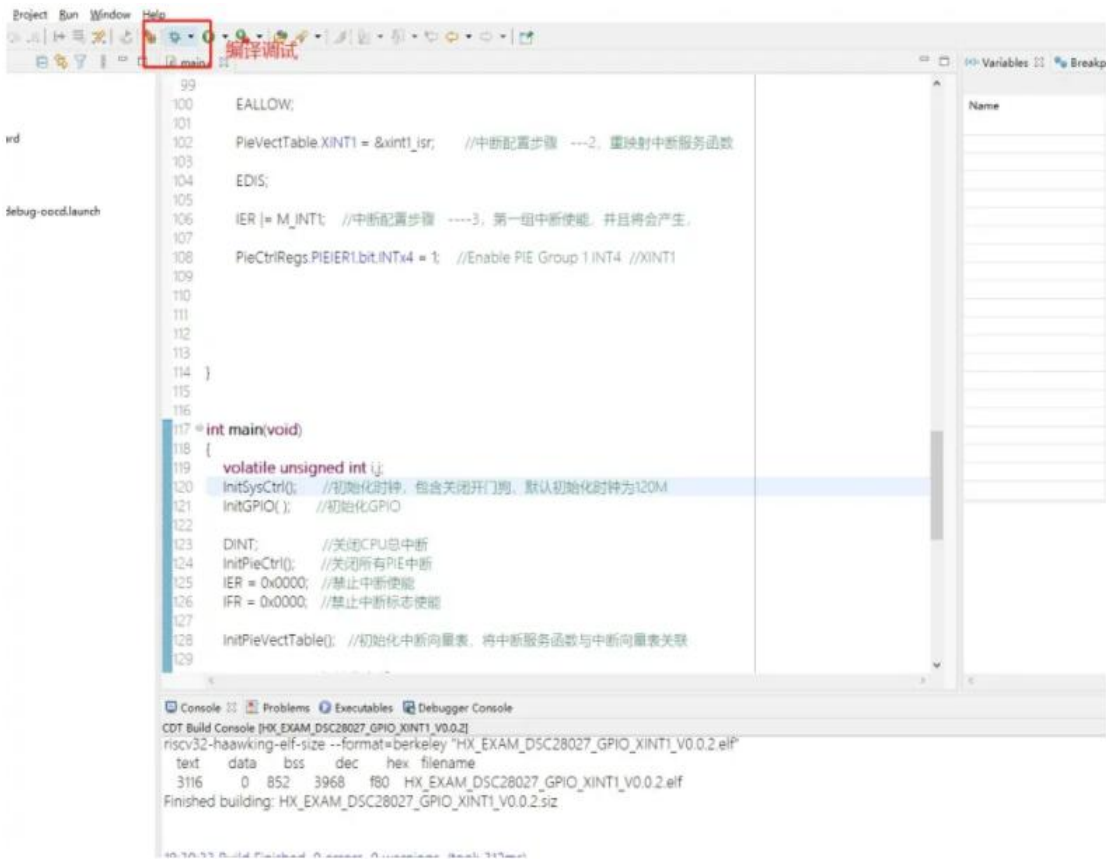 Project Run Window Help
编译调试
main
Variables Breakp
99
100 EALLOW;
Name
101
102 PieVectTable.XINT1 = &xint1_isr; //中断配置步骤 ---2，重映射中断服务函数
103
104 EDIS;
105
debug-oocd.launch
106 IER |= M_INT1; //中断配置步骤 ----3，第一组中断使能，并且将会产生，
107
108 PieCtrlRegs.PIEIER1.bit.INTx4 = 1; //Enable PIE Group 1 INT4 //XINT1
109
110
111
112
113
114 }
115
116
117 int main(void)
118 {
119 volatile unsigned int i,j;
120 InitSysCtrl(); //初始化时钟，包含关闭开门狗，默认初始化时钟为120M
121 InitGPIO( ); //初始化GPIO
122
123 DINT; //关闭CPU总中断
124 InitPieCtrl(); //关闭所有PIE中断
125 IER = 0x0000; //禁止中断使能
126 IFR = 0x0000; //禁止中断标志使能
127
128 InitPieVectTable(); //初始化中断向量表，将中断服务函数与中断向量表关联
129
Console Problems Executables Debugger Console
CDT Build Console [HX_EXAM_DSC28027_GPIO_XINT1_V0.0.2]
riscv32-haawking-elf-size --format=berkeley "HX_EXAM_DSC28027_GPIO_XINT1_V0.0.2.elf"
text data bss dec hex filename
3116 0 852 3968 f80 HX_EXAM_DSC28027_GPIO_XINT1_V0.0.2.elf
Finished building: HX_EXAM_DSC28027_GPIO_XINT1_V0.0.2.siz